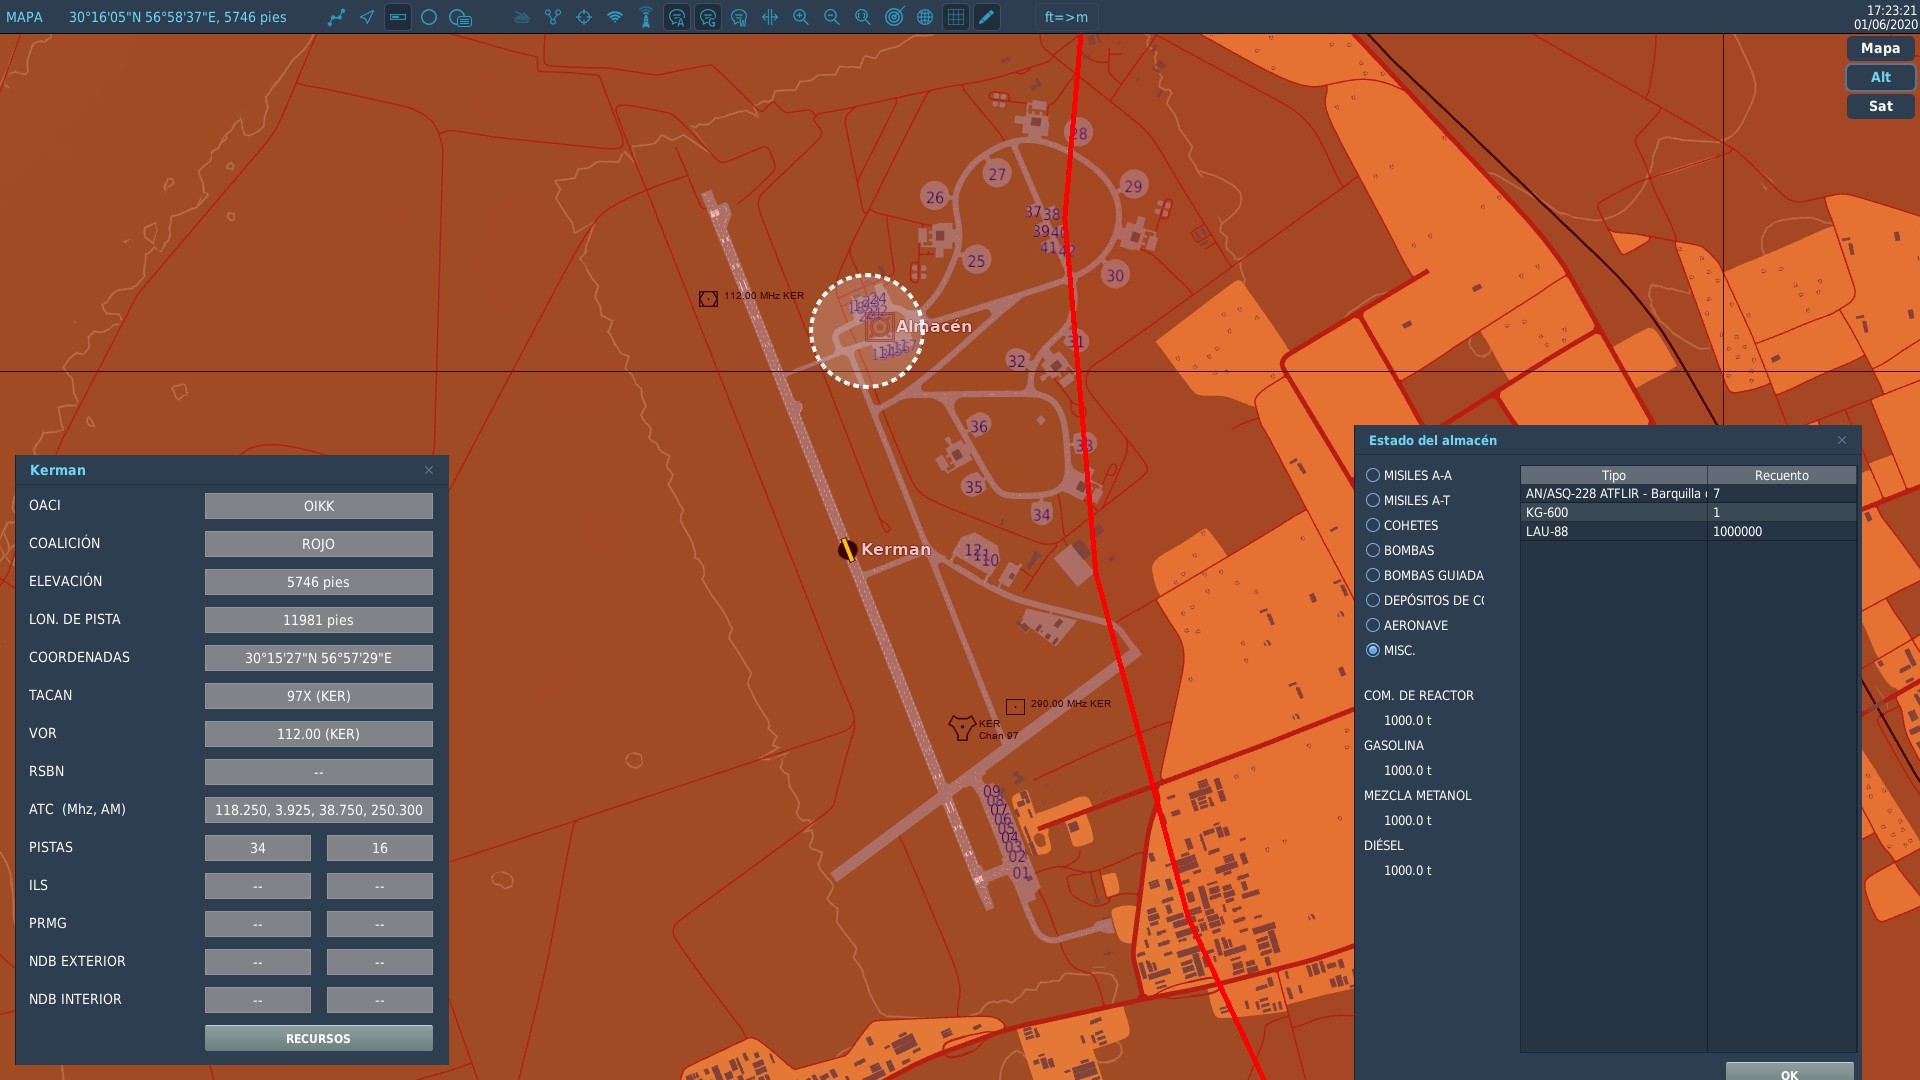 MAPA 30°16'05"N 56°58'37"E, 5746 pies
ft=>m
17:23:21
01/06/2020
Mapa
Alt
Sat
28
27
29
26
37 38
39 40
41 42
25
30
112.00 MHz KER
24
Almacén
31
32
36
33
35
34
Kerman
12 11 10
290.00 MHz KER
KER
Chan 97
09
08
07
06
05
04
03
02
01
Kerman
OACI OIKK
COALICIÓN ROJO
ELEVACIÓN 5746 pies
LON. DE PISTA 11981 pies
COORDENADAS 30°15'27"N 56°57'29"E
TACAN 97X (KER)
VOR 112.00 (KER)
RSBN --
ATC (Mhz, AM) 118.250, 3.925, 38.750, 250.300
PISTAS 34 16
ILS -- --
PRMG -- --
NDB EXTERIOR -- --
NDB INTERIOR -- --
RECURSOS
Estado del almacén
MISILES A-A
MISILES A-T
COHETES
BOMBAS
BOMBAS GUIADA
DEPÓSITOS DE CO
AERONAVE
MISC.
COM. DE REACTOR
1000.0 t
GASOLINA
1000.0 t
MEZCLA METANOL
1000.0 t
DIÉSEL
1000.0 t
Tipo Recuento
AN/ASQ-228 ATFLIR - Barquilla 7
KG-600 1
LAU-88 1000000
OK